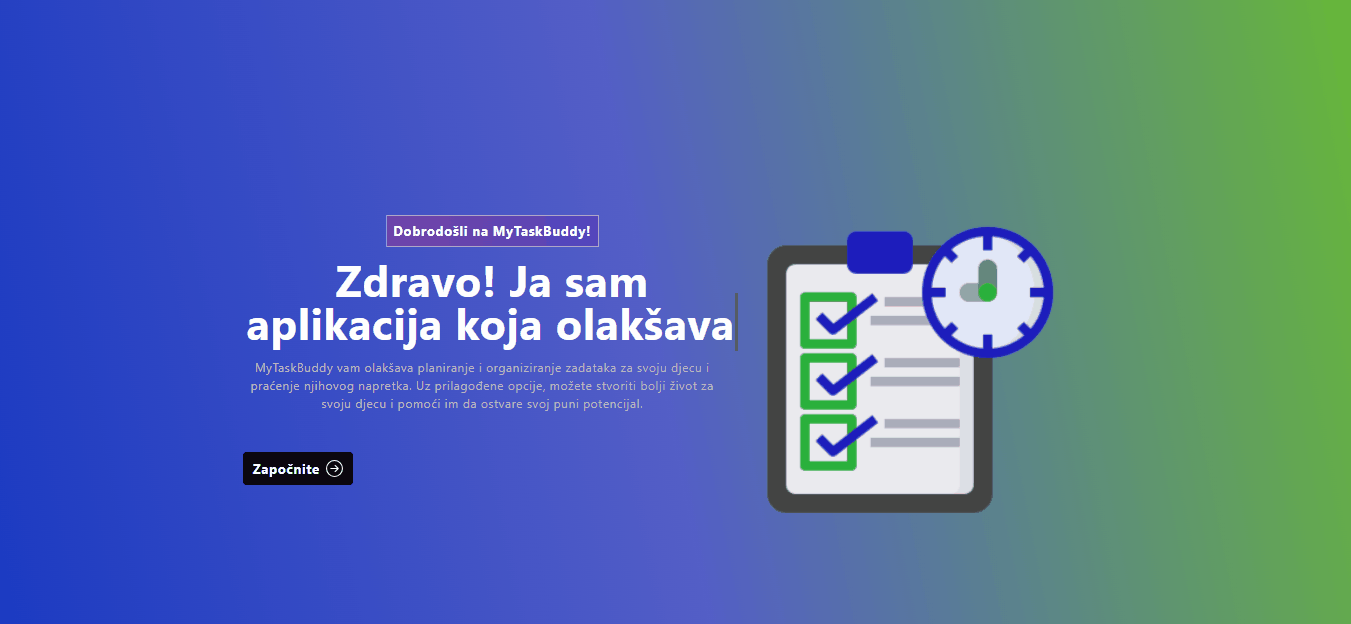 Dobrodošli na MyTaskBuddy!
Zdravo! Ja sam
aplikacija koja olakšava
MyTaskBuddy vam olakšava planiranje i organiziranje zadataka za svoju djecu i
praćenje njihovog napretka. Uz prilagođene opcije, možete stvoriti bolji život za
svoju djecu i pomoći im da ostvare svoj puni potencijal.
Započnite